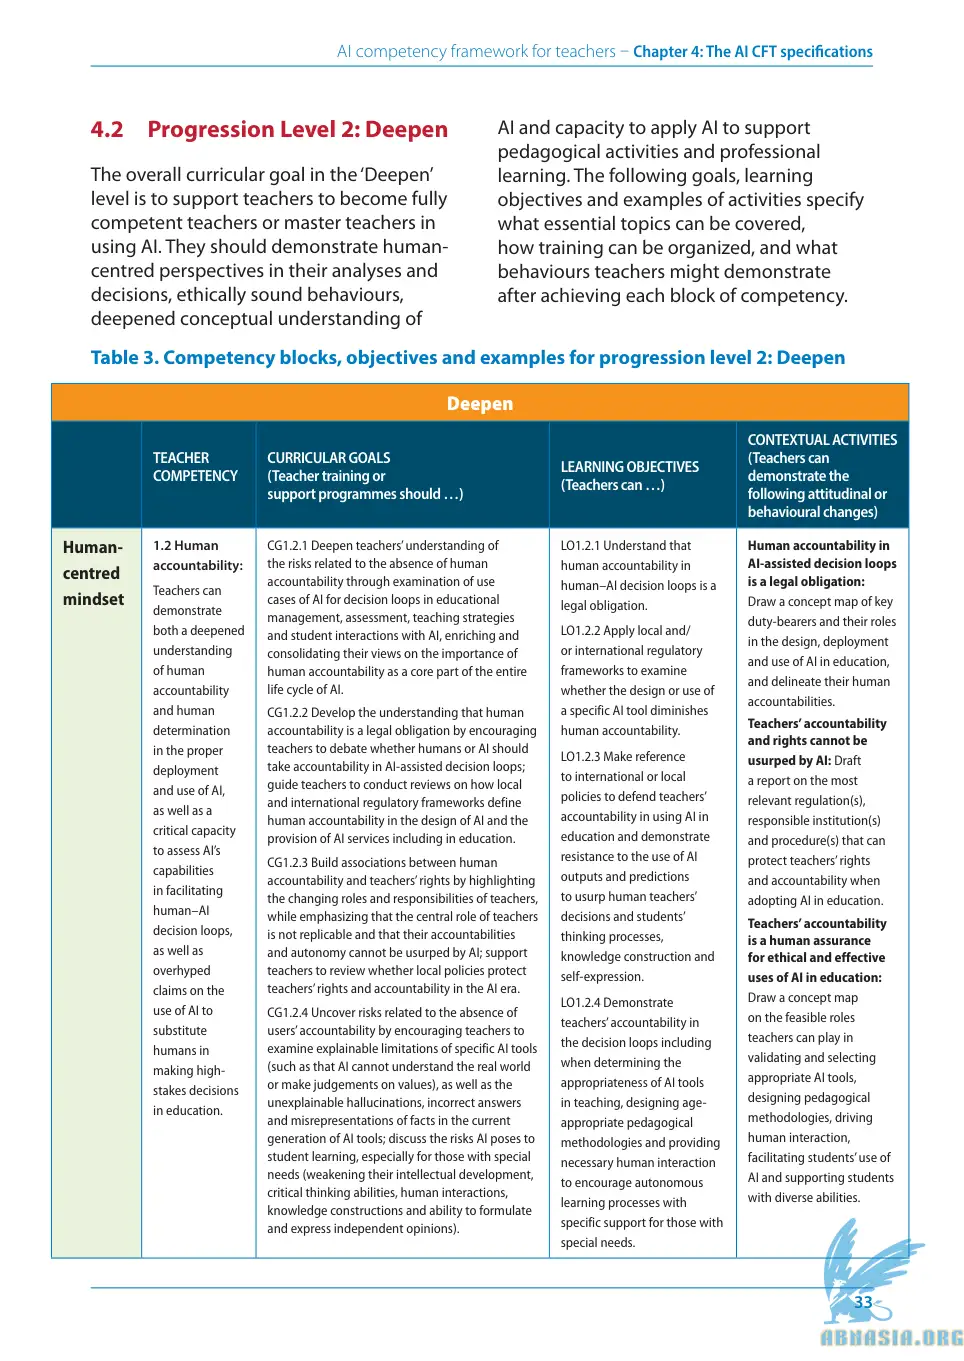 AI competency framework for teachers – Chapter 4: The AI CFT specifications
4.2 Progression Level 2: Deepen
The overall curricular goal in the ‘Deepen’
level is to support teachers to become fully
competent teachers or master teachers in
using AI. They should demonstrate human-
centred perspectives in their analyses and
decisions, ethically sound behaviours,
deepened conceptual understanding of
AI and capacity to apply AI to support
pedagogical activities and professional
learning. The following goals, learning
objectives and examples of activities specify
what essential topics can be covered,
how training can be organized, and what
behaviours teachers might demonstrate
after achieving each block of competency.
Table 3. Competency blocks, objectives and examples for progression level 2: Deepen
Deepen
TEACHER
COMPETENCY
CURRICULAR GOALS
(Teacher training or
support programmes should …)
LEARNING OBJECTIVES
(Teachers can …)
CONTEXTUAL ACTIVITIES
(Teachers can
demonstrate the
following attitudinal or
behavioural changes)
Human-
centred
mindset
1.2 Human
accountability:
Teachers can
demonstrate
both a deepened
understanding
of human
accountability
and human
determination
in the proper
deployment
and use of AI,
as well as a
critical capacity
to assess AI’s
capabilities
in facilitating
human–AI
decision loops,
as well as
overhyped
claims on the
use of AI to
substitute
humans in
making high-
stakes decisions
in education.
CG1.2.1 Deepen teachers’ understanding of
the risks related to the absence of human
accountability through examination of use
cases of AI for decision loops in educational
management, assessment, teaching strategies
and student interactions with AI, enriching and
consolidating their views on the importance of
human accountability as a core part of the entire
life cycle of AI.
CG1.2.2 Develop the understanding that human
accountability is a legal obligation by encouraging
teachers to debate whether humans or AI should
take accountability in AI-assisted decision loops;
guide teachers to conduct reviews on how local
and international regulatory frameworks define
human accountability in the design of AI and the
provision of AI services including in education.
CG1.2.3 Build associations between human
accountability and teachers’ rights by highlighting
the changing roles and responsibilities of teachers,
while emphasizing that the central role of teachers
is not replicable and that their accountabilities
and autonomy cannot be usurped by AI; support
teachers to review whether local policies protect
teachers’ rights and accountability in the AI era.
CG1.2.4 Uncover risks related to the absence of
users’ accountability by encouraging teachers to
examine explainable limitations of specific AI tools
(such as that AI cannot understand the real world
or make judgements on values), as well as the
unexplainable hallucinations, incorrect answers
and misrepresentations of facts in the current
generation of AI tools; discuss the risks AI poses to
student learning, especially for those with special
needs (weakening their intellectual development,
critical thinking abilities, human interactions,
knowledge constructions and ability to formulate
and express independent opinions).
LO1.2.1 Understand that
human accountability in
human–AI decision loops is a
legal obligation.
LO1.2.2 Apply local and/
or international regulatory
frameworks to examine
whether the design or use of
a specific AI tool diminishes
human accountability.
LO1.2.3 Make reference
to international or local
policies to defend teachers’
accountability in using AI in
education and demonstrate
resistance to the use of AI
outputs and predictions
to usurp human teachers’
decisions and students’
thinking processes,
knowledge construction and
self-expression.
LO1.2.4 Demonstrate
teachers’ accountability in
the decision loops including
when determining the
appropriateness of AI tools
in teaching, designing age-
appropriate pedagogical
methodologies and providing
necessary human interaction
to encourage autonomous
learning processes with
specific support for those with
special needs.
Human accountability in
AI-assisted decision loops
is a legal obligation:
Draw a concept map of key
duty-bearers and their roles
in the design, deployment
and use of AI in education,
and delineate their human
accountabilities.
Teachers’ accountability
and rights cannot be
usurped by AI: Draft
a report on the most
relevant regulation(s),
responsible institution(s)
and procedure(s) that can
protect teachers’ rights
and accountability when
adopting AI in education.
Teachers’ accountability
is a human assurance
for ethical and effective
uses of AI in education:
Draw a concept map
on the feasible roles
teachers can play in
validating and selecting
appropriate AI tools,
designing pedagogical
methodologies, driving
human interaction,
facilitating students’ use of
AI and supporting students
with diverse abilities.
33
ABNASIA.ORG